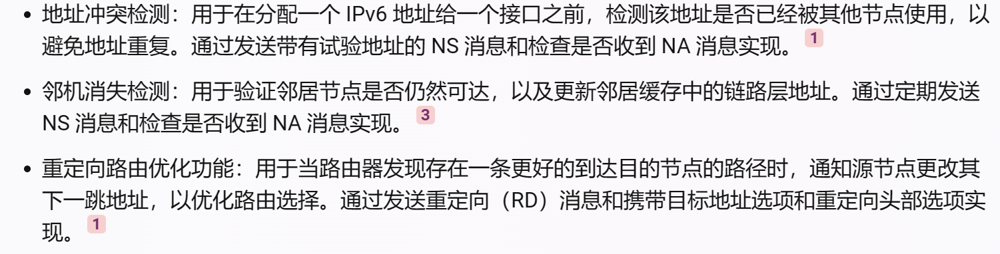 • 地址冲突检测：用于在分配一个 IPv6 地址给一个接口之前，检测该地址是否已经被其他节点使用，以
避免地址重复。通过发送带有试验地址的 NS 消息和检查是否收到 NA 消息实现。 1
• 邻机消失检测：用于验证邻居节点是否仍然可达，以及更新邻居缓存中的链路层地址。通过定期发送
NS 消息和检查是否收到 NA 消息实现。 3
• 重定向路由优化功能：用于当路由器发现存在一条更好的到达目的节点的路径时，通知源节点更改其
下一跳地址，以优化路由选择。通过发送重定向（RD）消息和携带目标地址选项和重定向头部选项实
现。 1